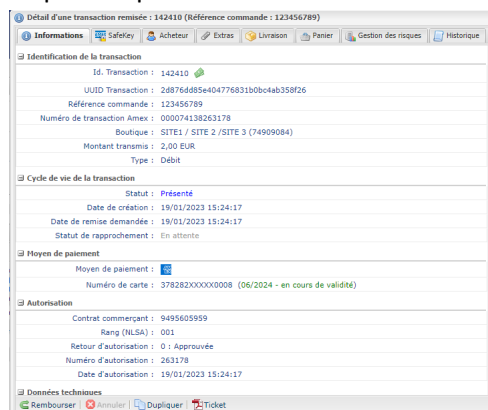 Détail d'une transaction remisée : 142410 (Référence commande : 123456789)
Informations SafeKey Acheteur Extras Livraison Panier Gestion des risques Historique
Identification de la transaction
Id. Transaction : 142410
UUID Transaction : 2d876dd85e404776831b0bc4ab358f26
Référence commande : 123456789
Numéro de transaction Amex : 000074138263178
Boutique : SITE1 / SITE 2 /SITE 3 (74909084)
Montant transmis : 2,00 EUR
Type : Débit
Cycle de vie de la transaction
Statut : Présenté
Date de création : 19/01/2023 15:24:17
Date de remise demandée : 19/01/2023 15:24:17
Statut de rapprochement : En attente
Moyen de paiement
Moyen de paiement :
Numéro de carte : 378282XXXXX0008 (06/2024 - en cours de validité)
Autorisation
Contrat commerçant : 9495605959
Rang (NLSA) : 001
Retour d'autorisation : 0 : Approuvée
Numéro d'autorisation : 263178
Date d'autorisation : 19/01/2023 15:24:17
Données techniques
Rembourser Annuler Dupliquer Ticket